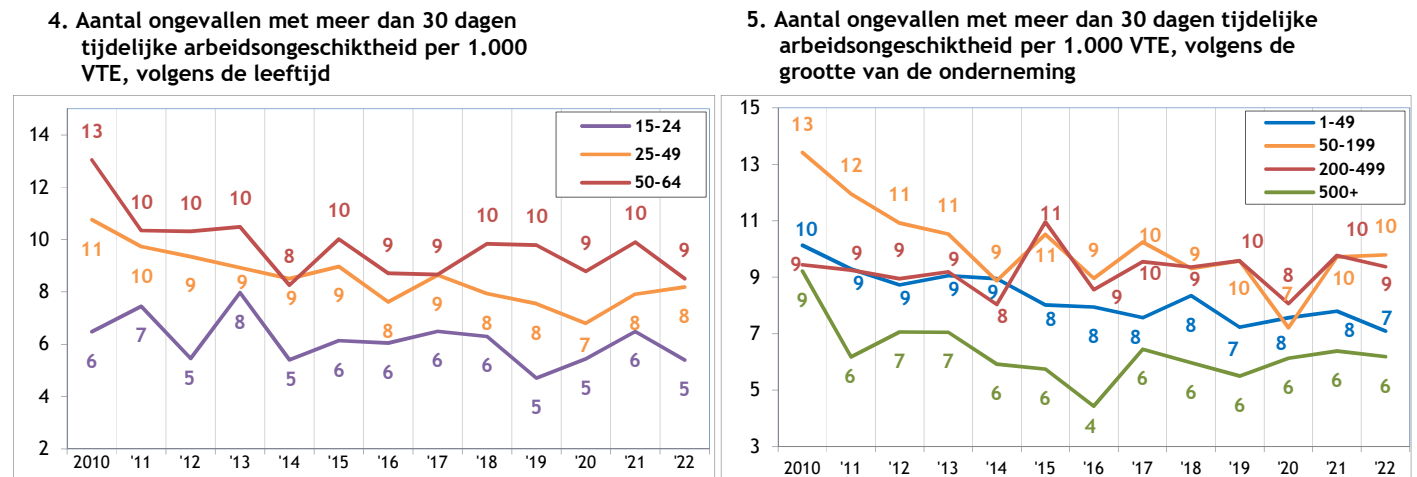 4. Aantal ongevallen met meer dan 30 dagen
tijdelijke arbeidsongeschiktheid per 1.000
VTE, volgens de leeftijd
14
12
10
8
6
4
2
15-24
25-49
50-64
13 10 10 10 8 10 9 9 10 10 9 10 9
11 10 9 9 9 9 8 9 8 8 7 8 8
6 7 5 8 5 6 6 6 6 5 5 6 5
2010 '11 '12 '13 '14 '15 '16 '17 '18 '19 '20 '21 '22
5. Aantal ongevallen met meer dan 30 dagen tijdelijke
arbeidsongeschiktheid per 1.000 VTE, volgens de
grootte van de onderneming
15
13
11
9
7
5
3
1-49
50-199
200-499
500+
13 12 11 11 9 11 9 10 9 10 7 10 10
10 9 9 9 9 8 8 8 8 7 8 8 7
9 9 9 9 8 11 9 10 9 10 8 10 9
9 6 7 7 6 6 4 6 6 6 6 6 6
2010 '11 '12 '13 '14 '15 '16 '17 '18 '19 '20 '21 '22